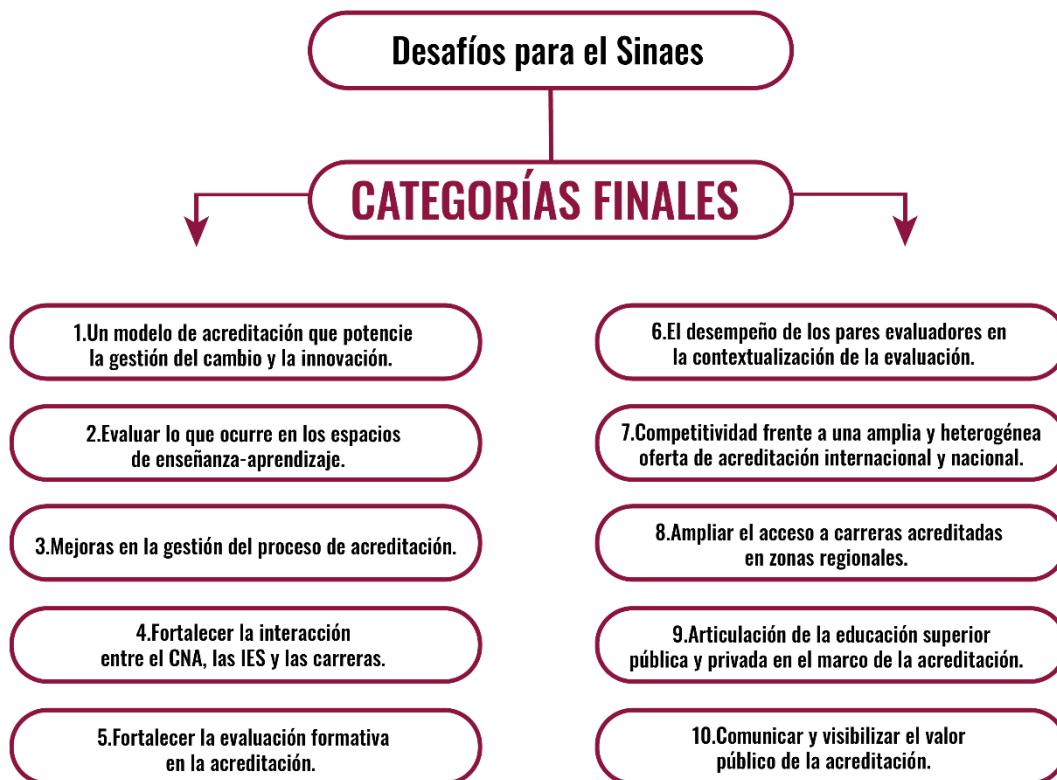 Desafíos para el Sinaes
CATEGORÍAS FINALES
1.Un modelo de acreditación que potencie
la gestión del cambio y la innovación.
2.Evaluar lo que ocurre en los espacios
de enseñanza-aprendizaje.
3.Mejoras en la gestión del proceso de acreditación.
4.Fortalecer la interacción
entre el CNA, las IES y las carreras.
5.Fortalecer la evaluación formativa
en la acreditación.
6.El desempeño de los pares evaluadores en
la contextualización de la evaluación.
7.Competitividad frente a una amplia y heterogénea
oferta de acreditación internacional y nacional.
8.Ampliar el acceso a carreras acreditadas
en zonas regionales.
9.Articulación de la educación superior
pública y privada en el marco de la acreditación.
10.Comunicar y visibilizar el valor
público de la acreditación.